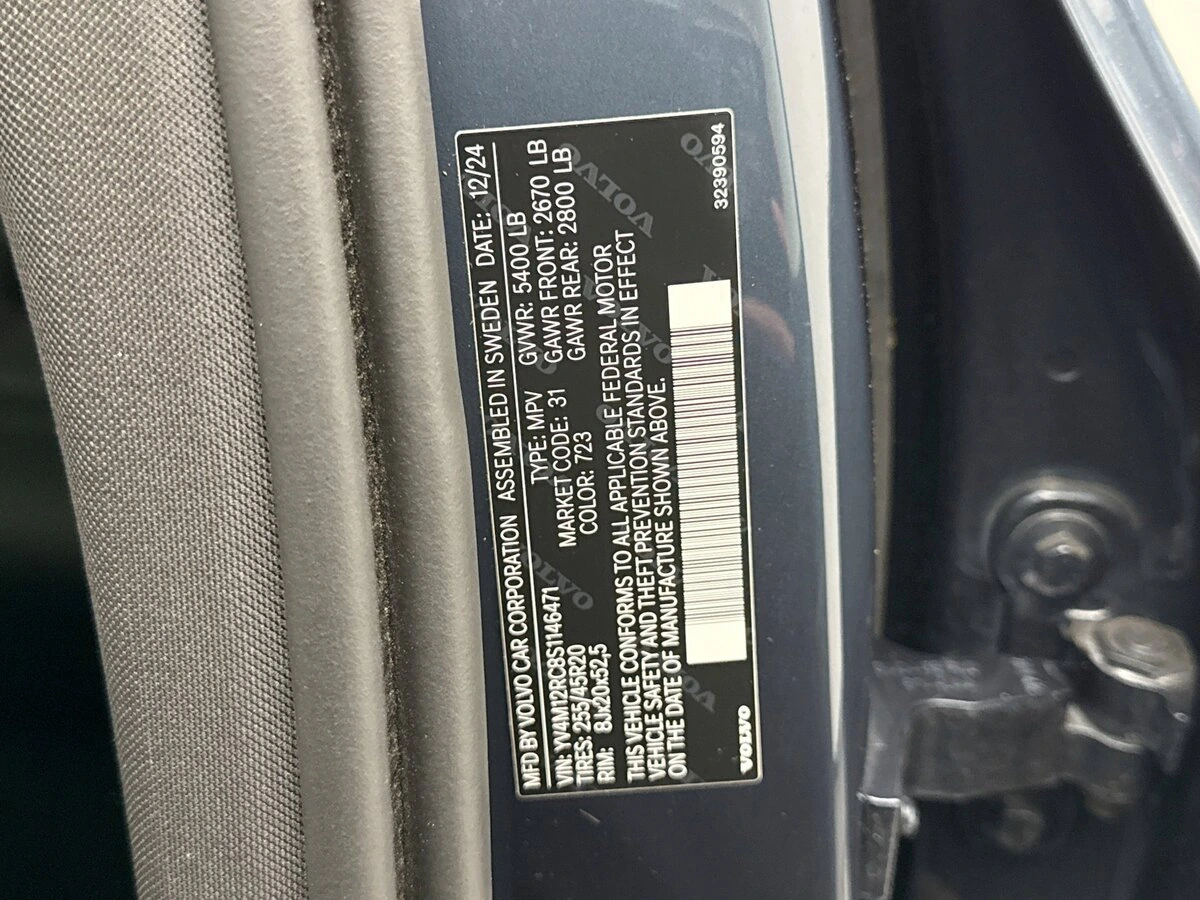 MFD BY VOLVO CAR CORPORATION ASSEMBLED IN SWEDEN DATE: 12/24
VIN: YV4M12RC8S1146471 TYPE: MPV GVWR: 5400 LB
TIRES: 255/45R20 MARKET CODE: 31 GAWR FRONT: 2670 LB
RIM: 8Jx20x52,5 COLOR: 723 GAWR REAR: 2800 LB
THIS VEHICLE CONFORMS TO ALL APPLICABLE FEDERAL MOTOR
VEHICLE SAFETY AND THEFT PREVENTION STANDARDS IN EFFECT
ON THE DATE OF MANUFACTURE SHOWN ABOVE.
VOLVO 32390594